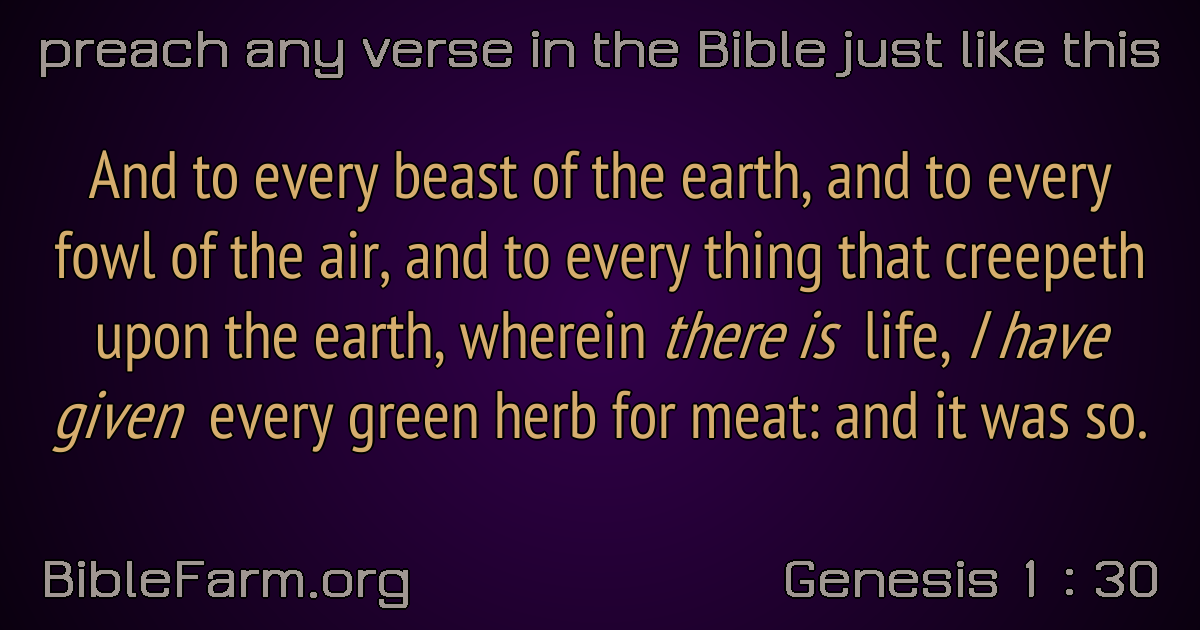 preach any verse in the Bible just like this
And to every beast of the earth, and to every
fowl of the air, and to every thing that creepeth
upon the earth, wherein there is life, I have
given every green herb for meat: and it was so.
BibleFarm.org
Genesis 1 : 30